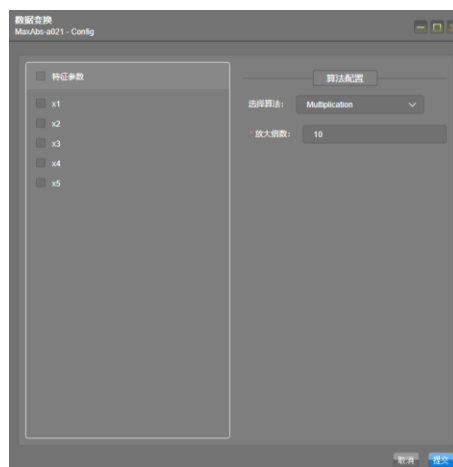 数据变换
MaxAbs-a021 - Config
特征参数
x1
x2
x3
x4
x5
算法配置
选择算法: Multiplication
*放大倍数: 10
取消 提交